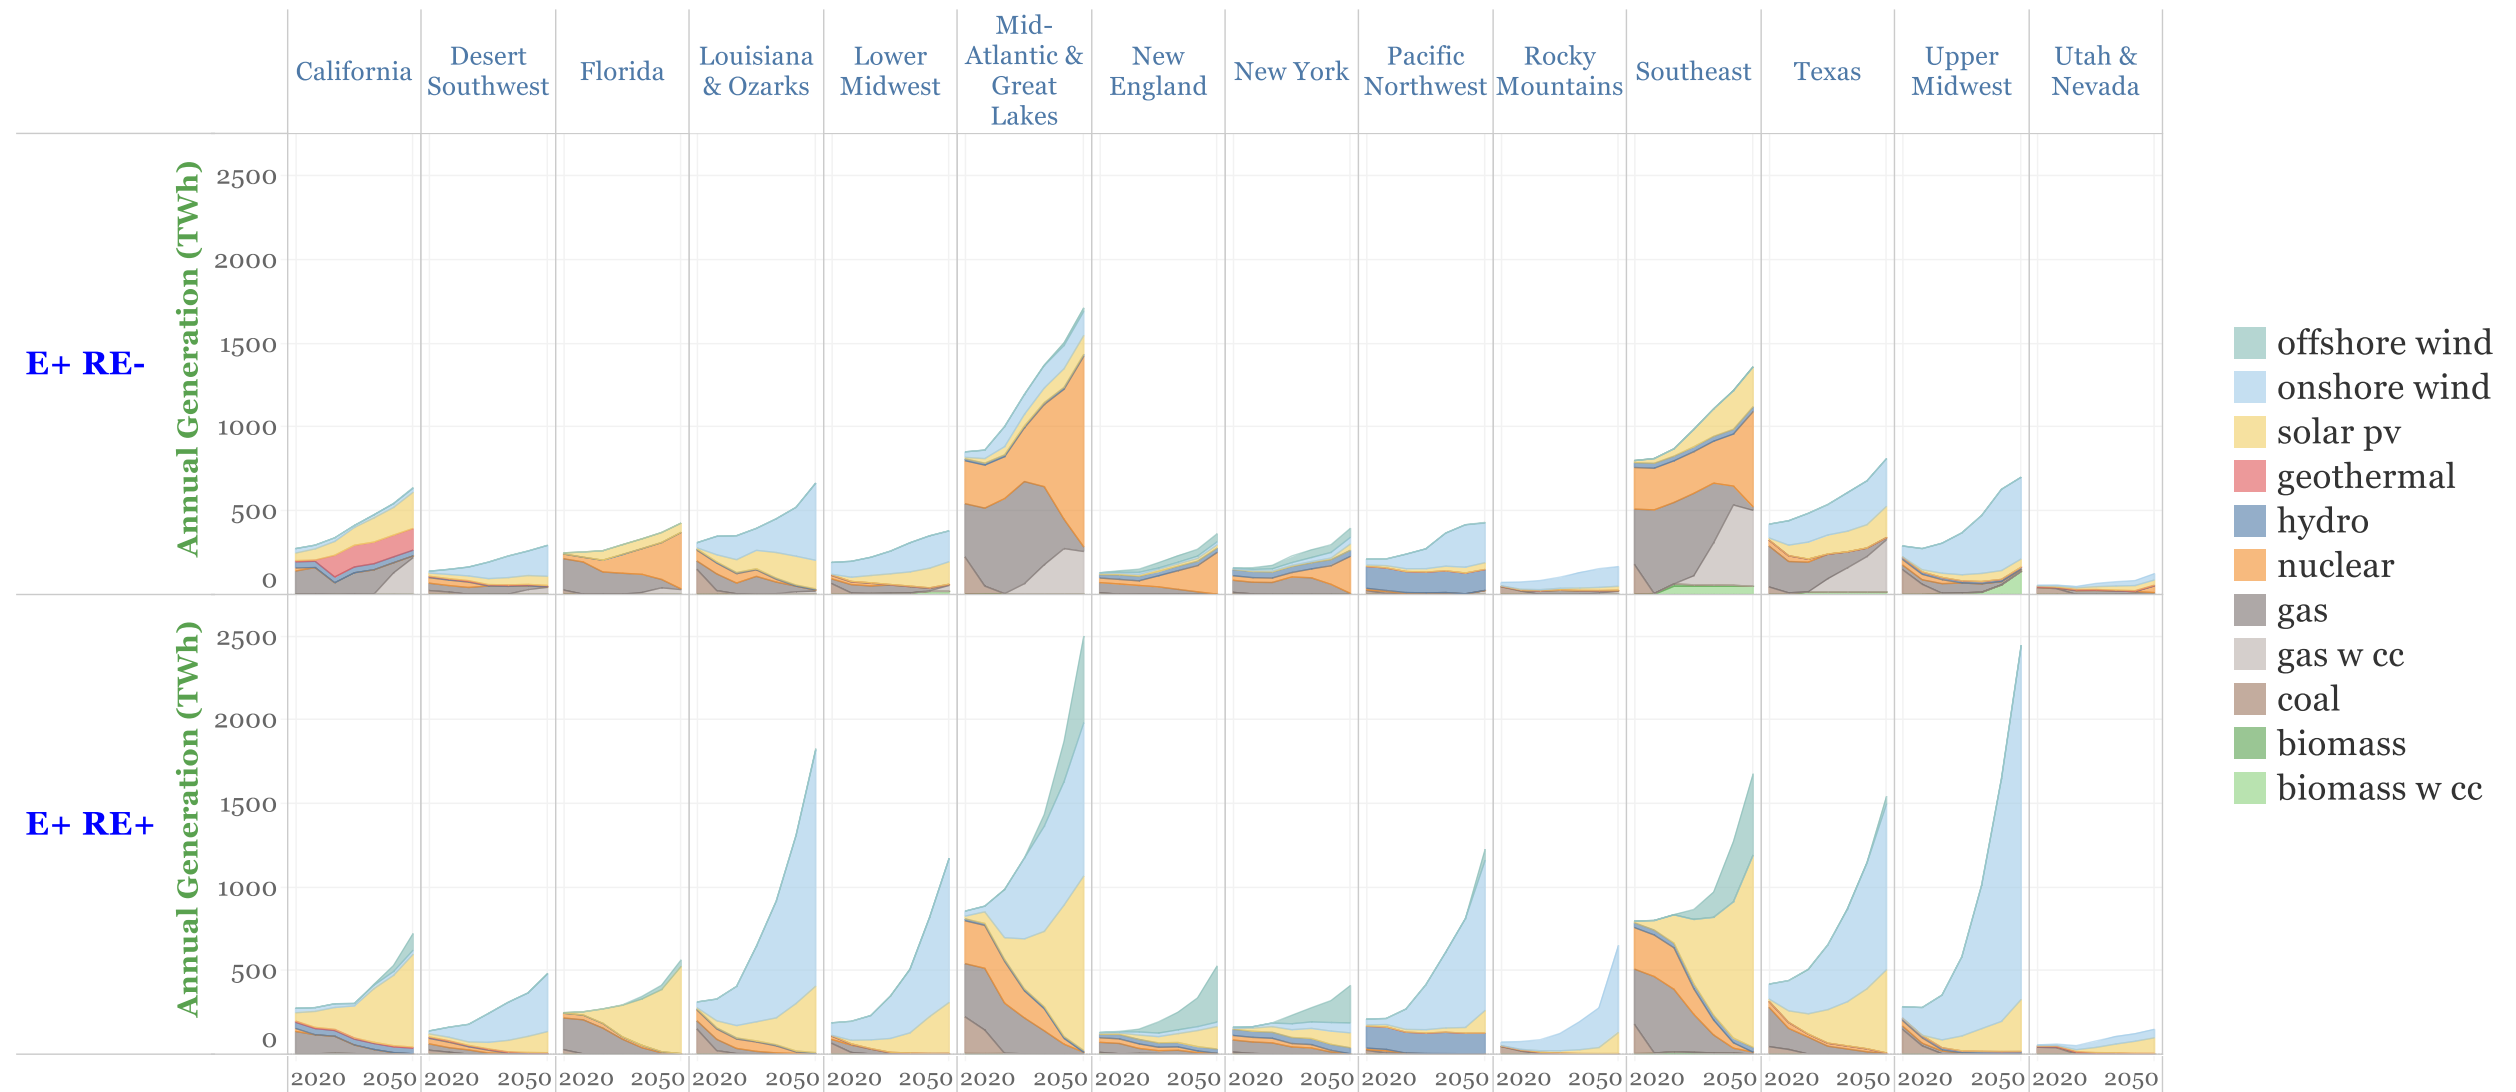 California
Desert
Southwest
Florida
Louisiana
& Ozarks
Lower
Midwest
Mid-
Atlantic &
Great
Lakes
New
England
New York
Pacific
Northwest
Rocky
Mountains
Southeast
Texas
Upper
Midwest
Utah &
Nevada
E+ RE-
Annual Generation (TWh)
2500
2000
1500
1000
500
0
E+ RE+
Annual Generation (TWh)
2500
2000
1500
1000
500
0
2020 2050 2020 2050 2020 2050 2020 2050 2020 2050 2020 2050 2020 2050 2020 2050 2020 2050 2020 2050 2020 2050 2020 2050 2020 2050 2020 2050
offshore wind
onshore wind
solar pv
geothermal
hydro
nuclear
gas
gas w cc
coal
biomass
biomass w cc